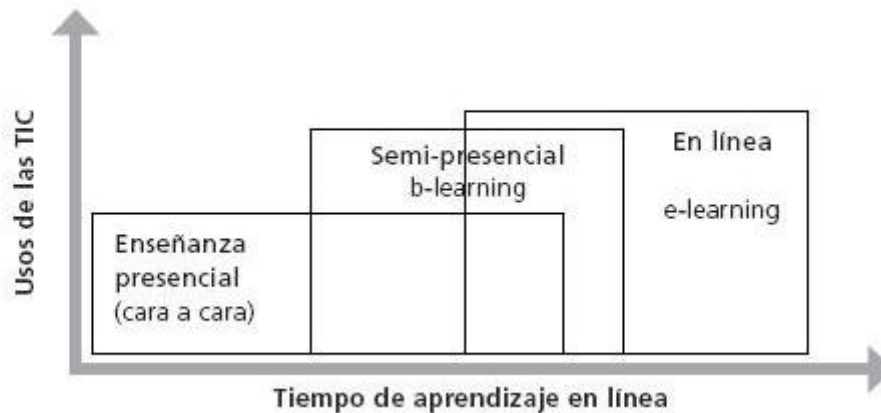 Usos de las TIC
Semi-presencial
b-learning
En línea
e-learning
Enseñanza
presencial
(cara a cara)
Tiempo de aprendizaje en línea